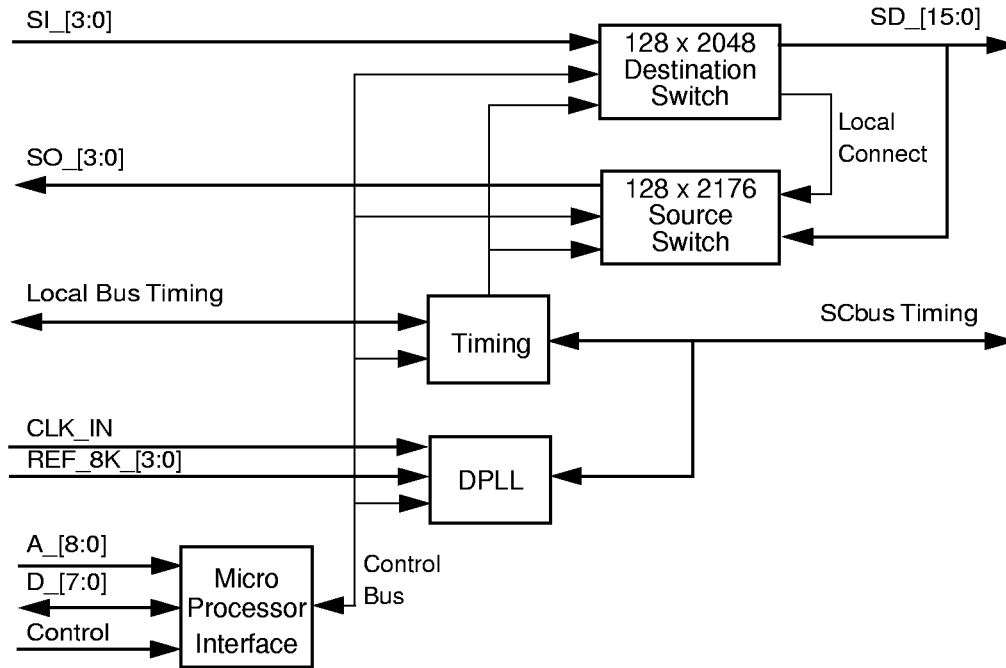 SI_[3:0]
128 x 2048
Destination
Switch
SD_[15:0]
Local
Connect
SO_[3:0]
128 x 2176
Source
Switch
Local Bus Timing
Timing
SCbus Timing
CLK_IN
REF_8K_[3:0]
DPLL
A_[8:0]
D_[7:0]
Control
Micro
Processor
Interface
Control
Bus